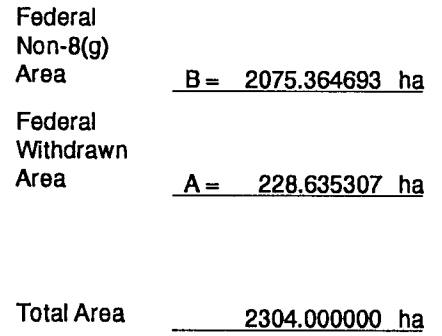 Federal
Non-8(g)
Area B = 2075.364693 ha
Federal
Withdrawn
Area A = 228.635307 ha
Total Area 2304.000000 ha